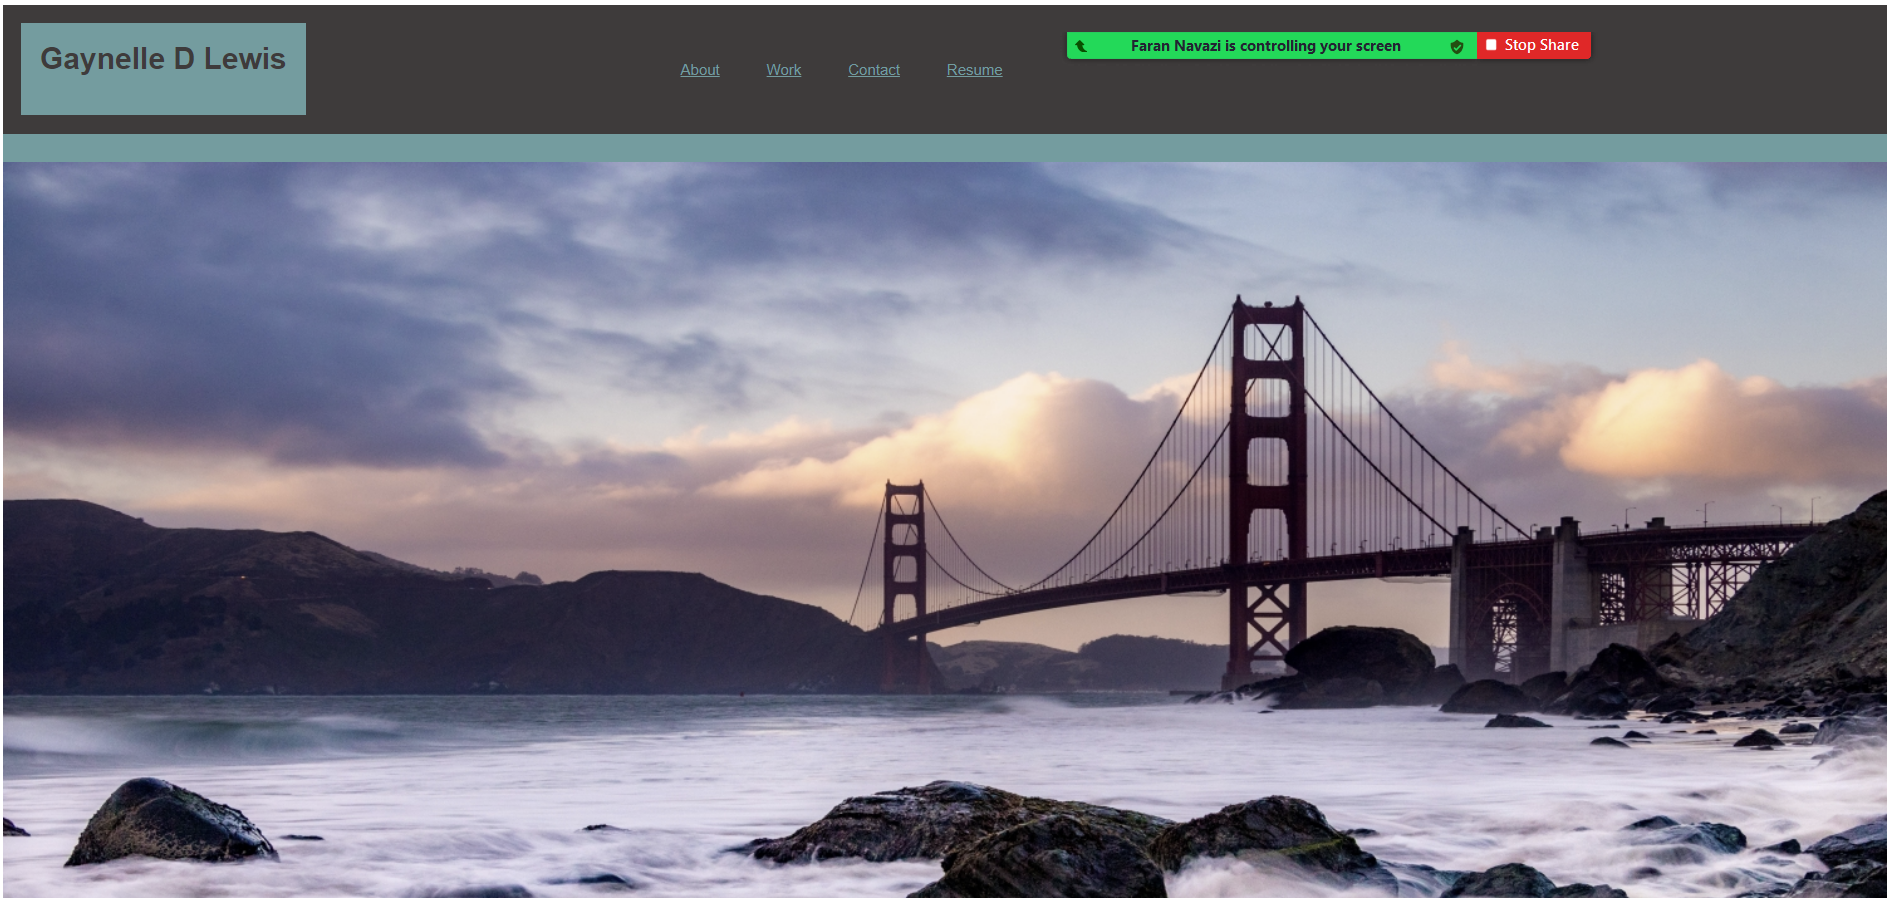 Gaynelle D Lewis
About Work Contact Resume
Faran Navazi is controlling your screen
Stop Share